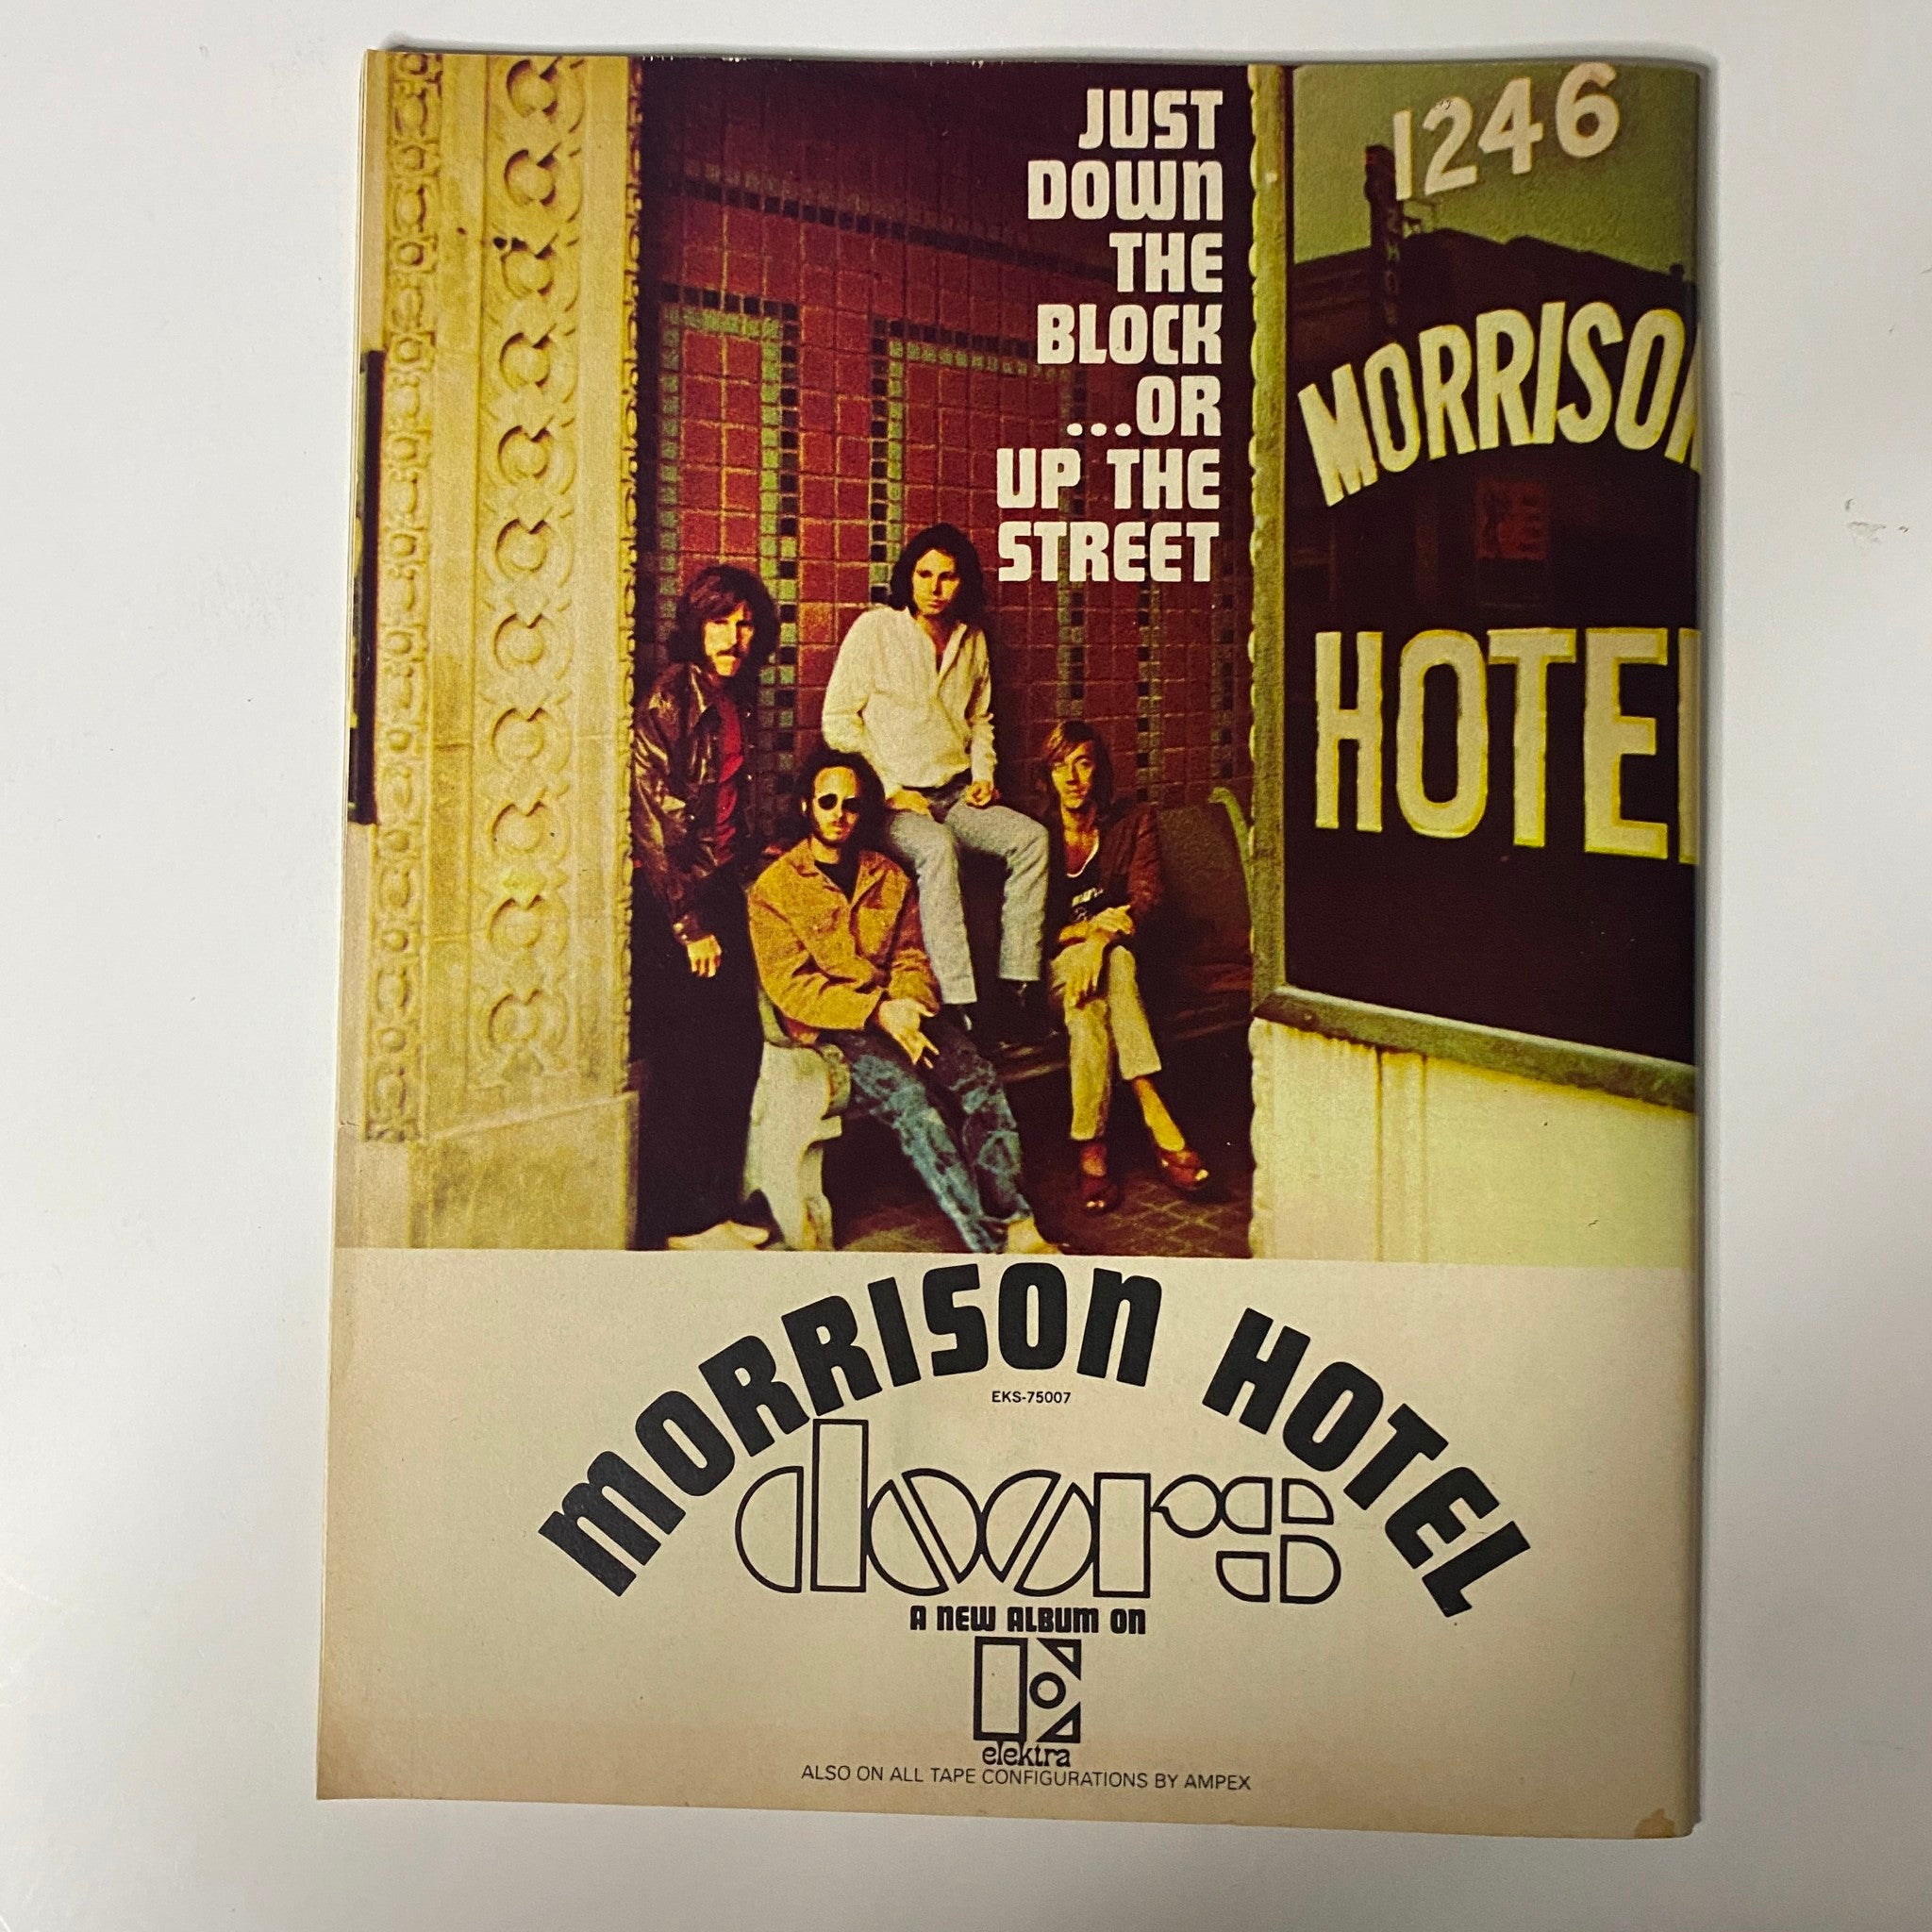 JUST
DOWN
THE
BLOCK
...OR
UP THE
STREET
1246
MORRISON
HOTEL
MORRISON HOTEL
EKS-75007
doors
A NEW ALBUM ON
elektra
ALSO ON ALL TAPE CONFIGURATIONS BY AMPEX